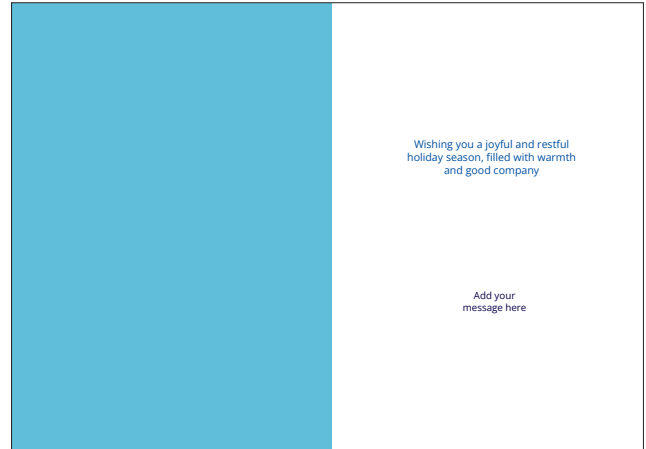 Wishing you a joyful and restful
holiday season, filled with warmth
and good company
Add your
message here